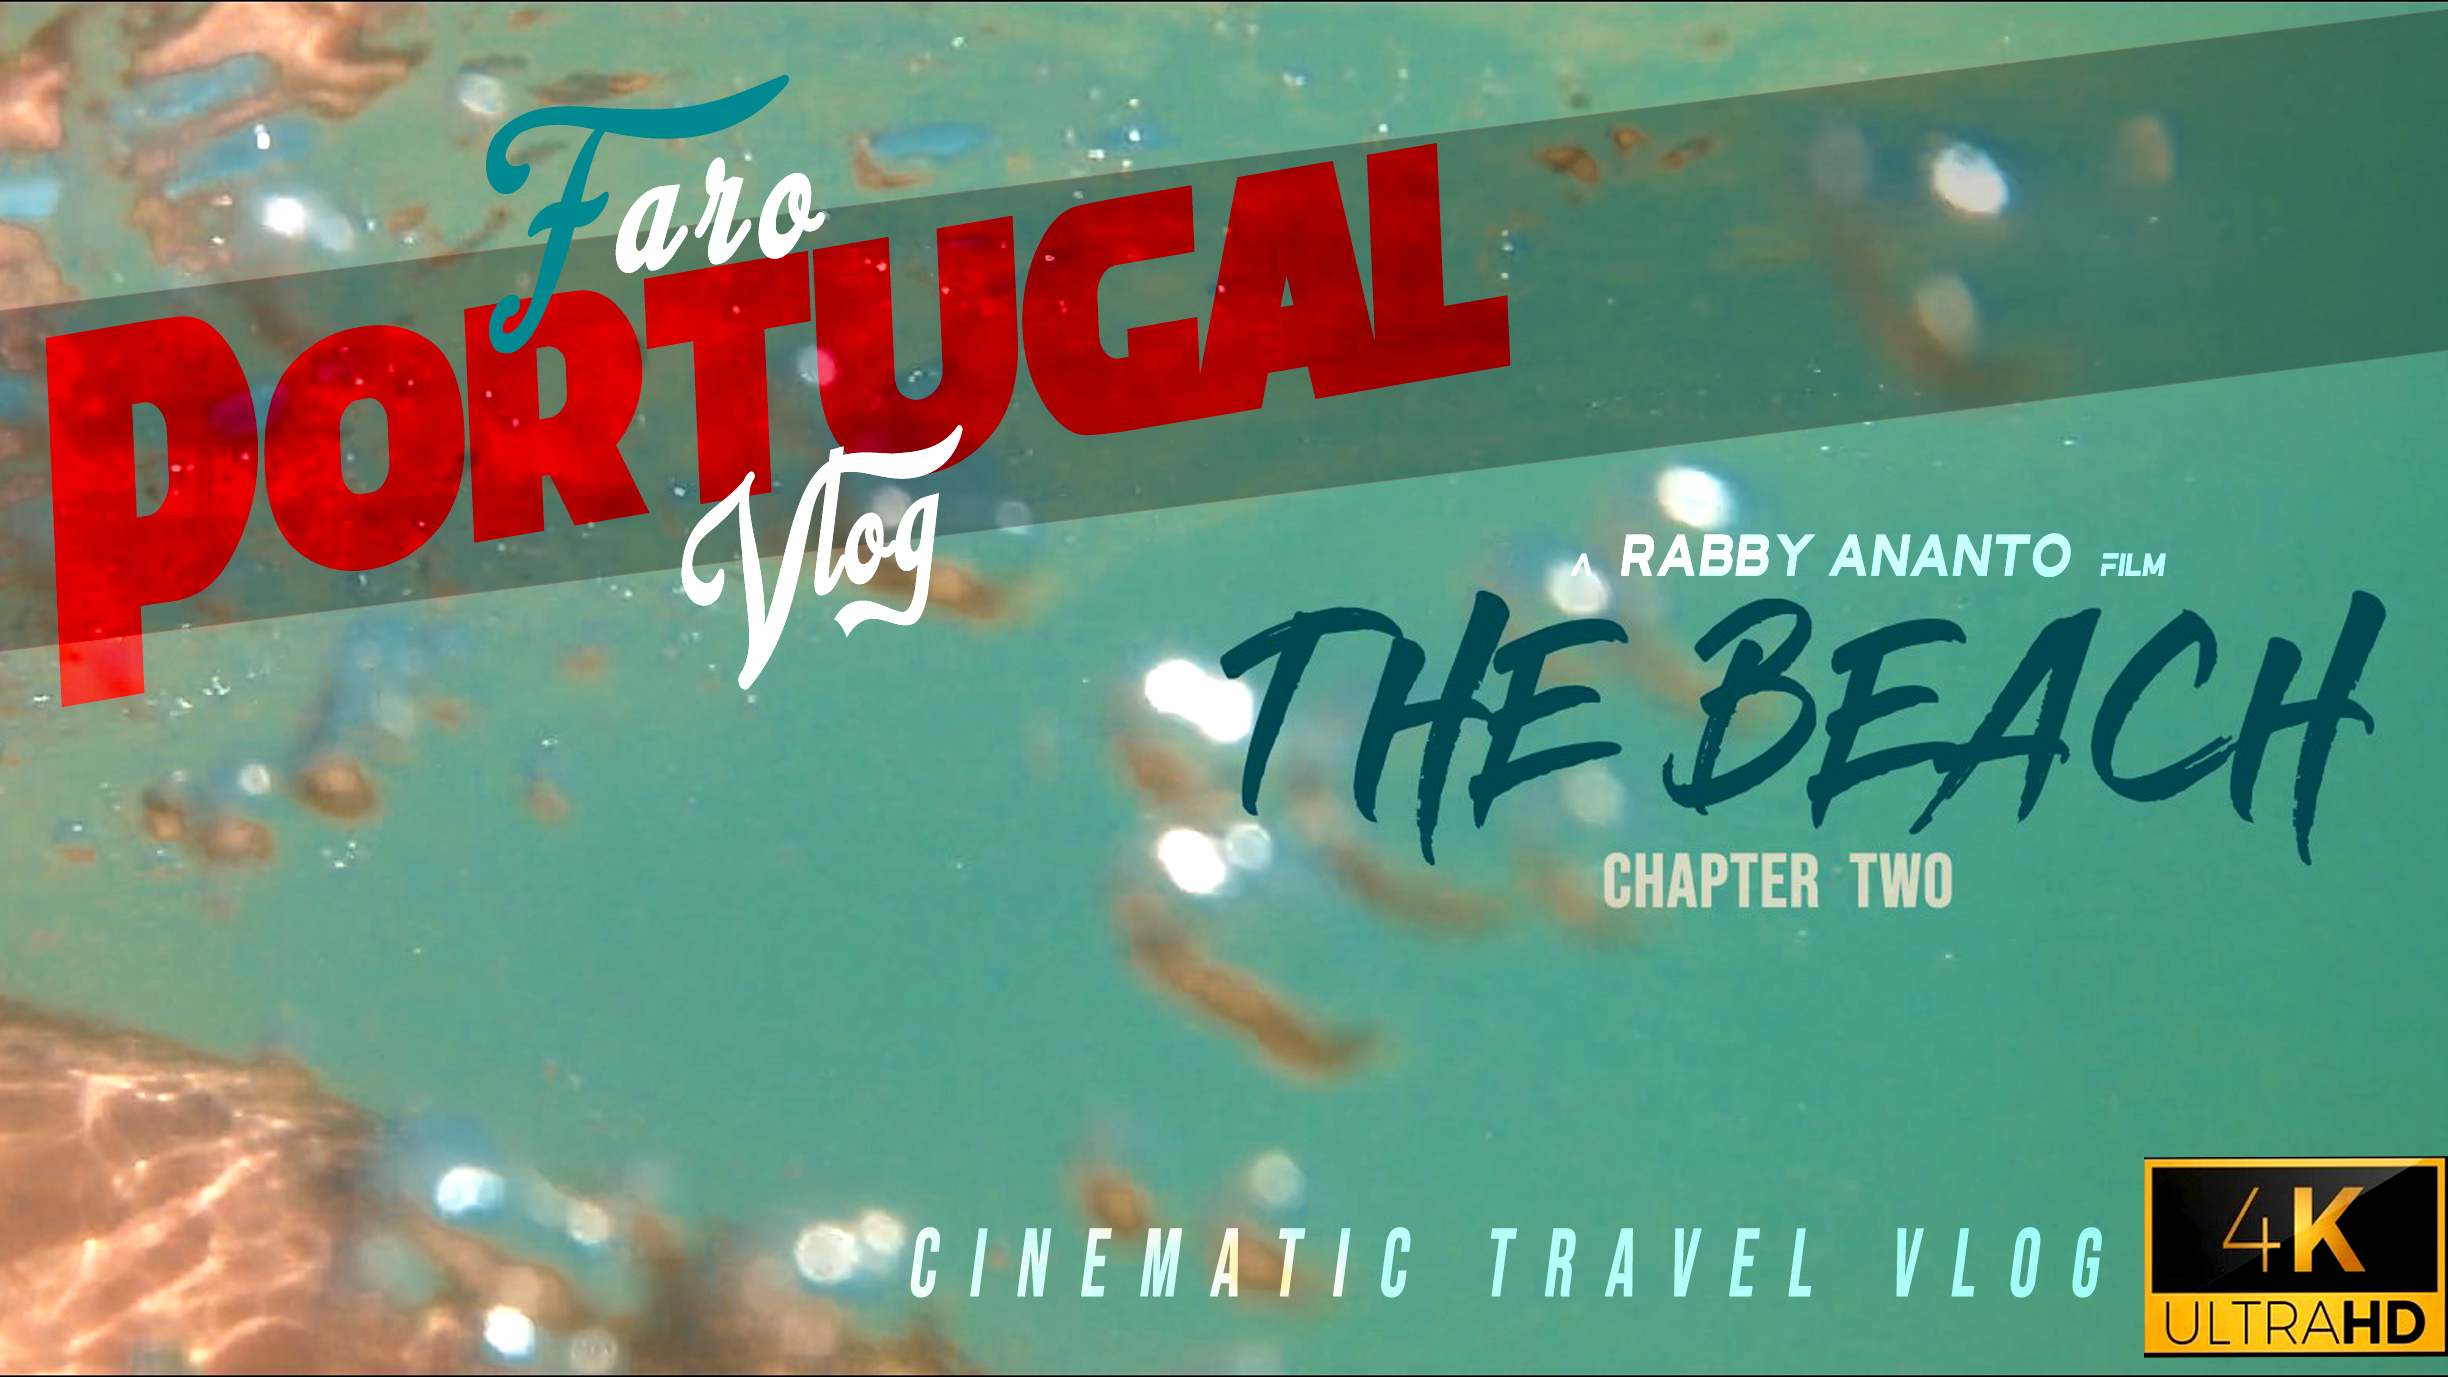 Faro
PORTUGAL
Vlog
A RABBY ANANTO FILM
THE BEACH
CHAPTER TWO
CINEMATIC TRAVEL VLOG
4K
ULTRAHD